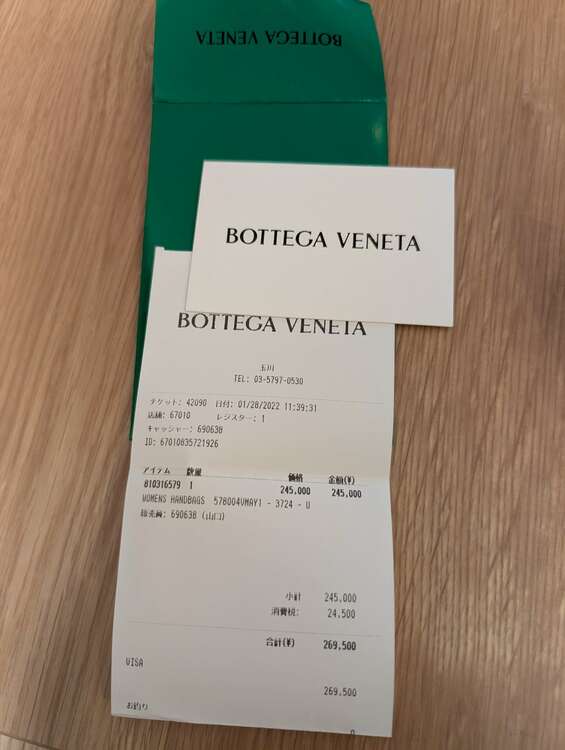 BOTTEGA VENETA
BOTTEGA VENETA
BOTTEGA VENETA
玉川
TEL: 03-5797-0530
チケット: 42090 日付: 01/28/2022 11:39:31
店舗: 67010 レジスター: 1
キャッシャー: 690638
ID: 67010835721926
アイテム 数量 価格 金額(¥)
810316579 1 245,000 245,000
WOMENS HANDBAGS 578004VMAY1 - 3724 - U
販売員: 690638 (山口)
小計 245,000
消費税: 24,500
合計(¥) 269,500
VISA
269,500
お釣り
0